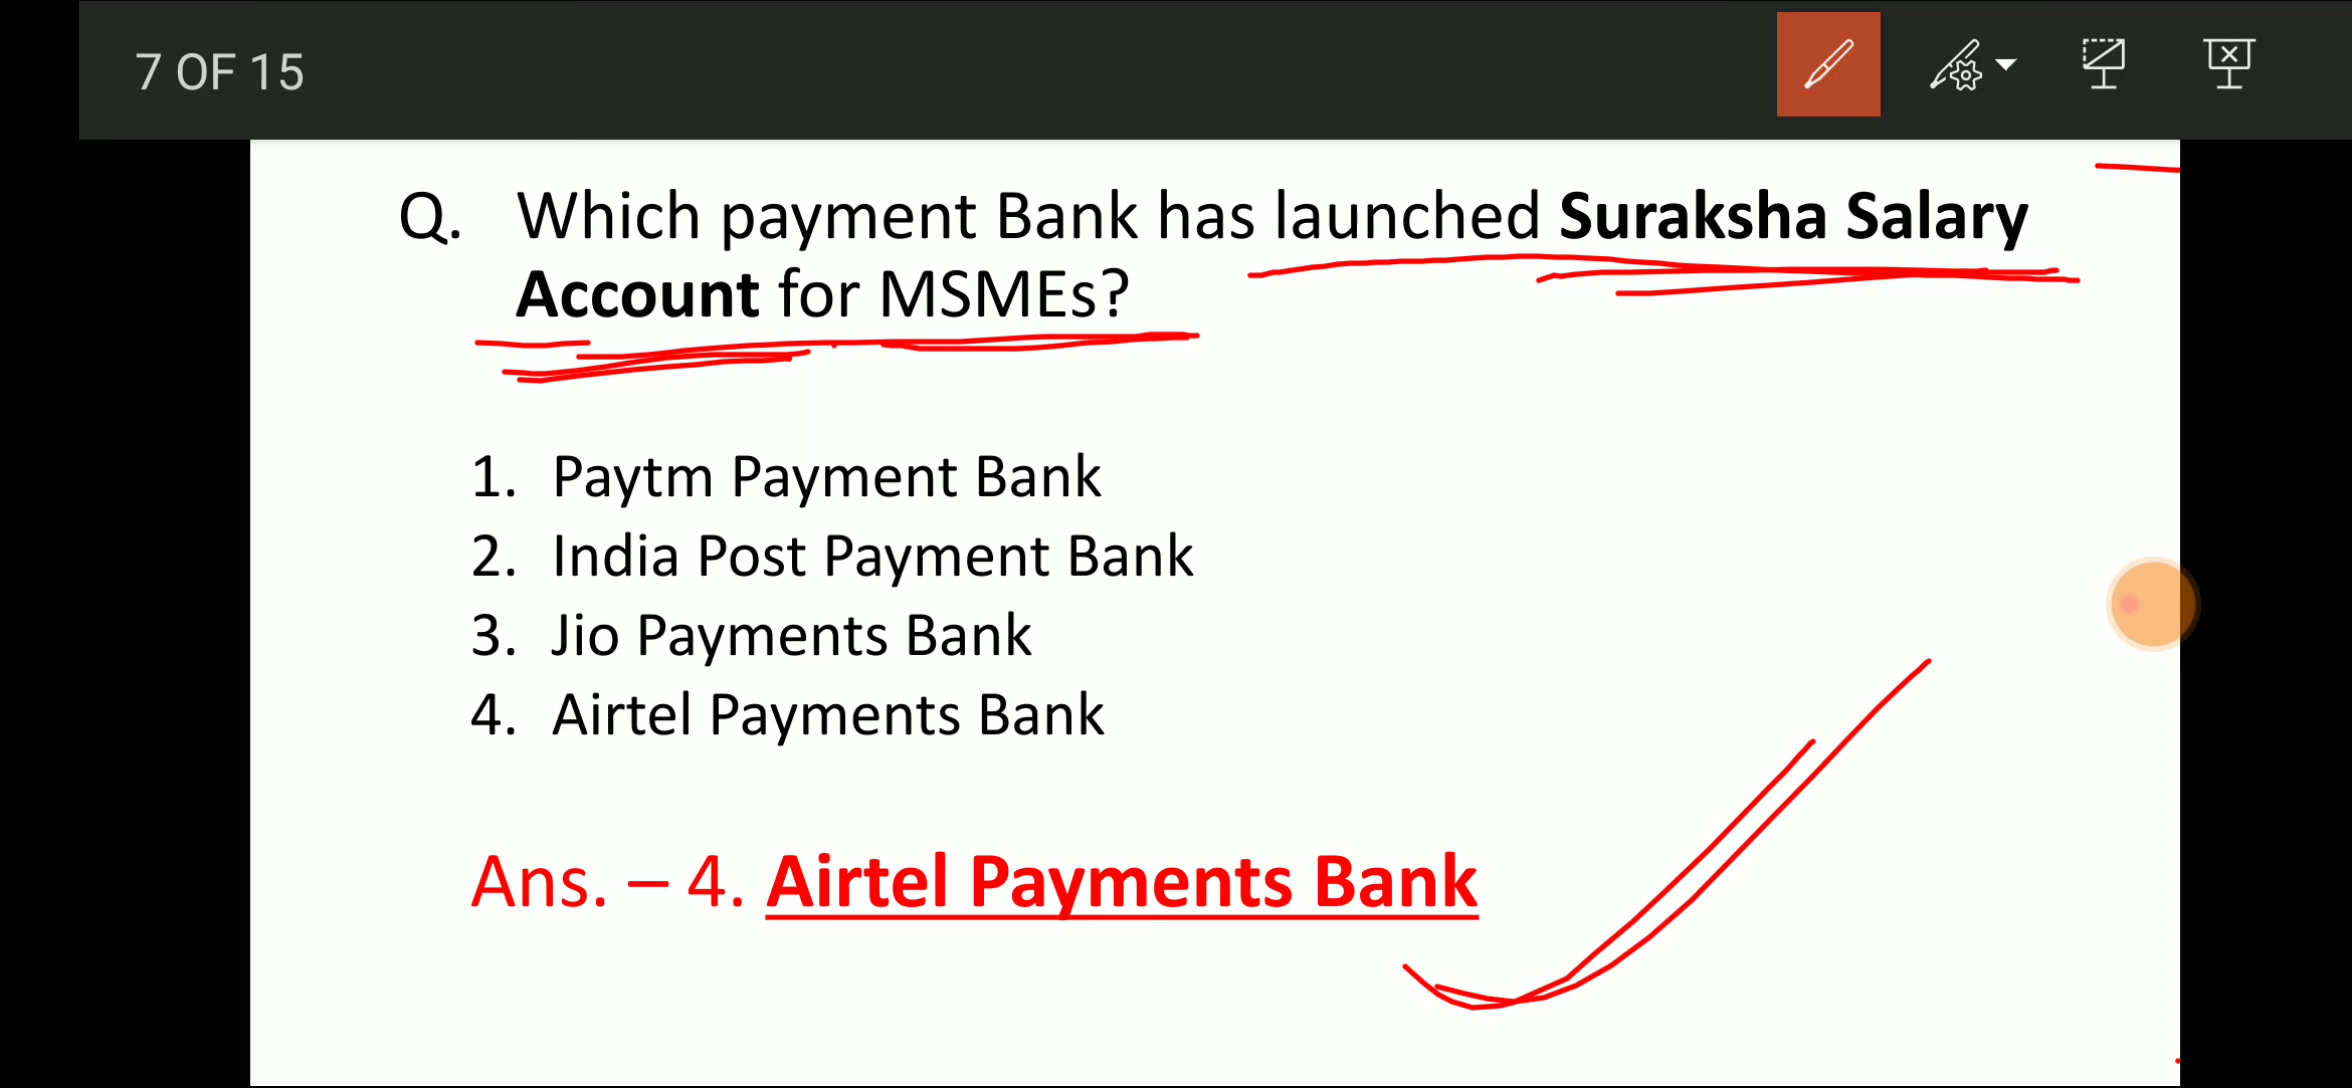 7 OF 15
Q. Which payment Bank has launched Suraksha Salary
Account for MSMEs?
1. Paytm Payment Bank
2. India Post Payment Bank
3. Jio Payments Bank
4. Airtel Payments Bank
Ans. – 4. Airtel Payments Bank